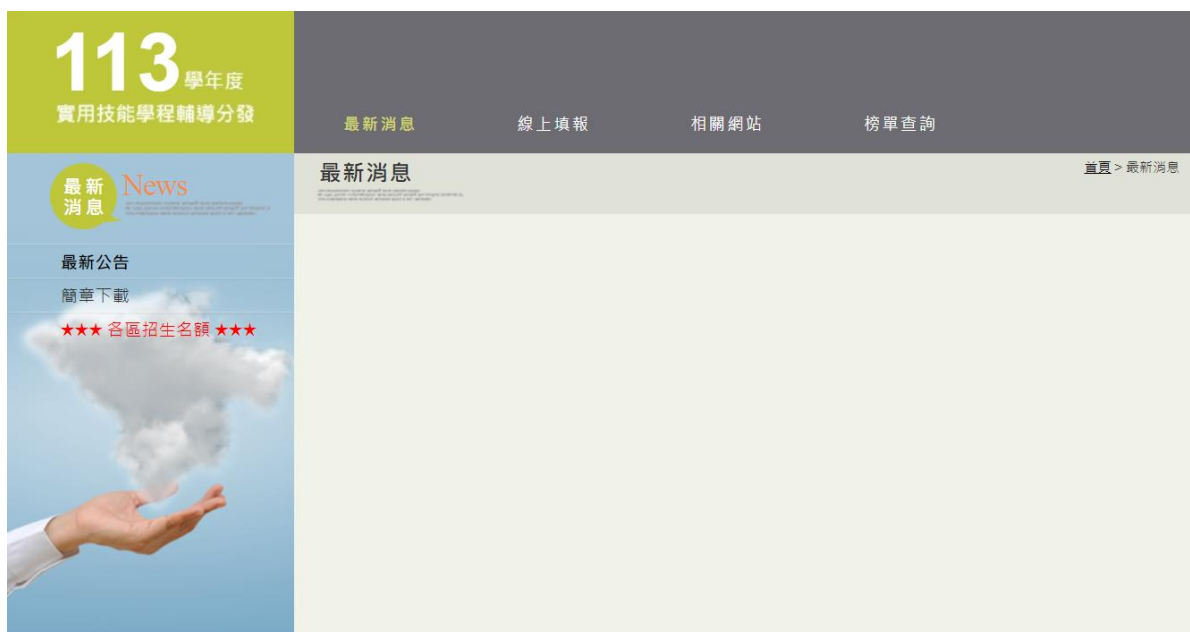 113學年度
實用技能學程輔導分發
最新消息
線上填報
相關網站
榜單查詢
最新
消息
News
最新公告
簡章下載
★★★ 各區招生名額 ★★★
最新消息
首頁 > 最新消息